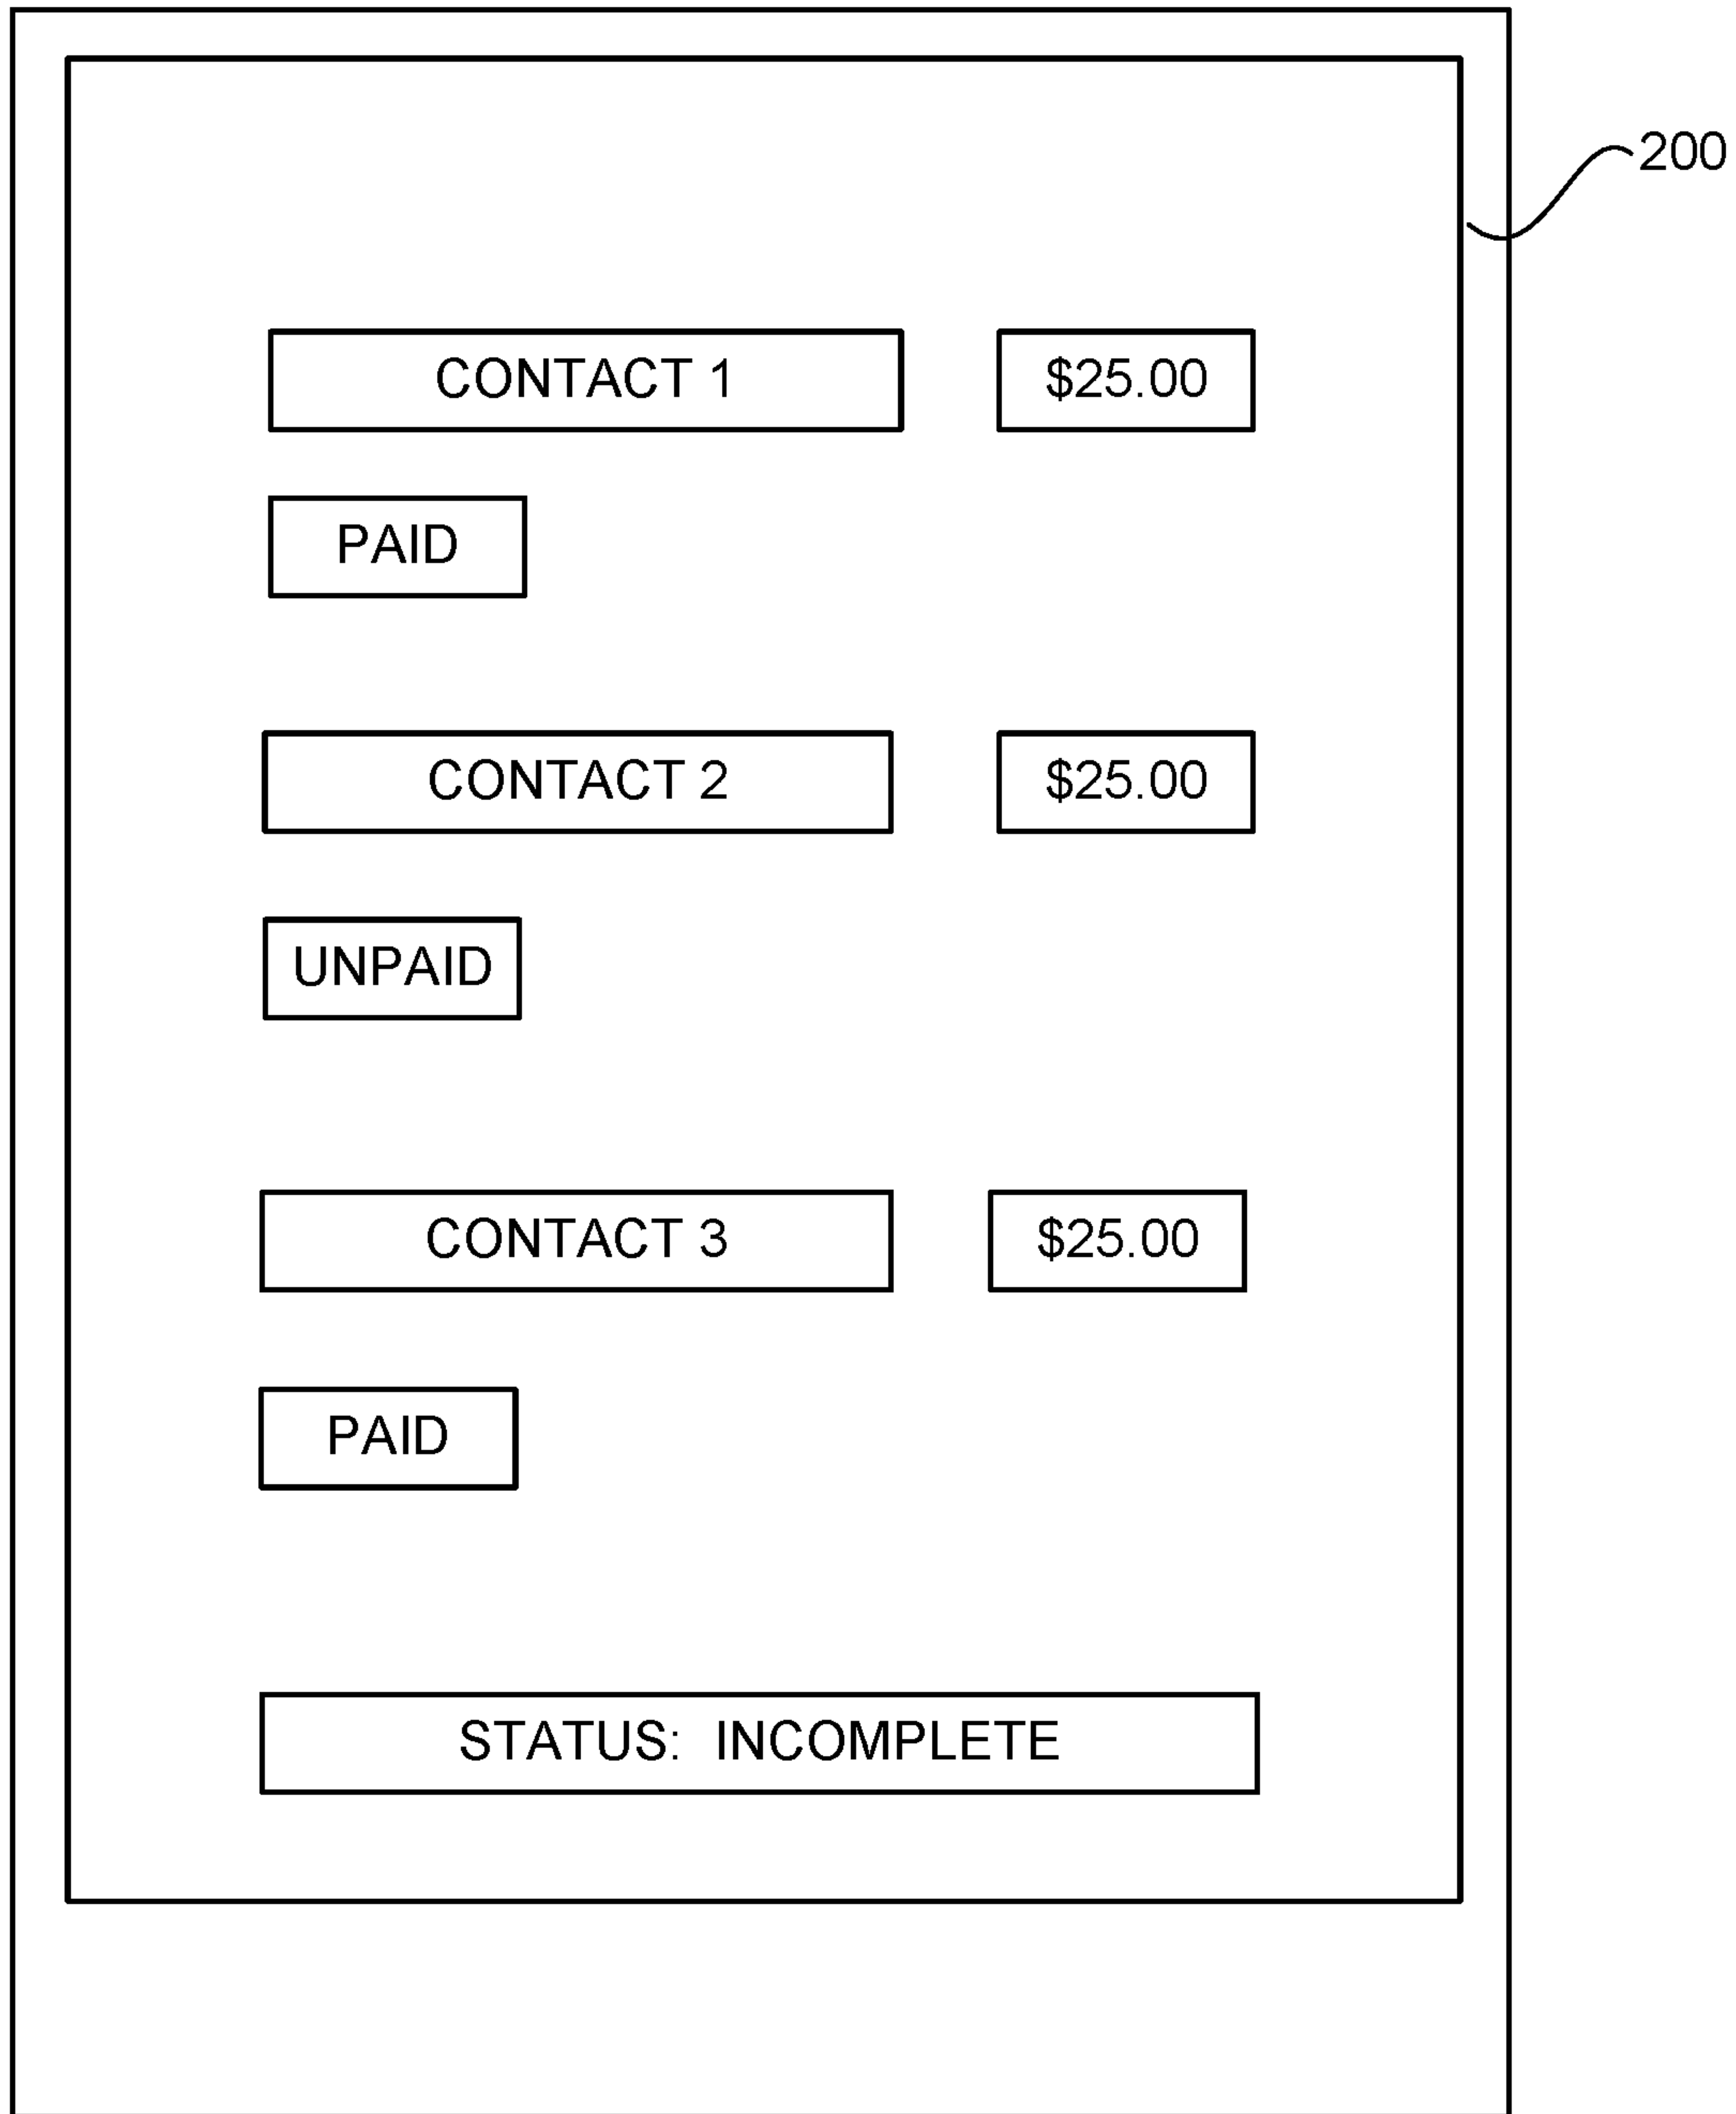 200
CONTACT 1 $25.00
PAID
CONTACT 2 $25.00
UNPAID
CONTACT 3 $25.00
PAID
STATUS: INCOMPLETE